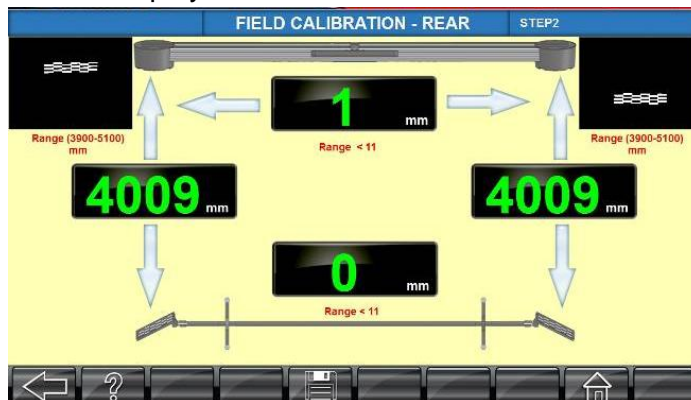 FIELD CALIBRATION - REAR STEP2
1 mm
Range (3900-5100)
mm
Range < 11
Range (3900-5100)
mm
4009 mm
4009 mm
0 mm
Range < 11
?